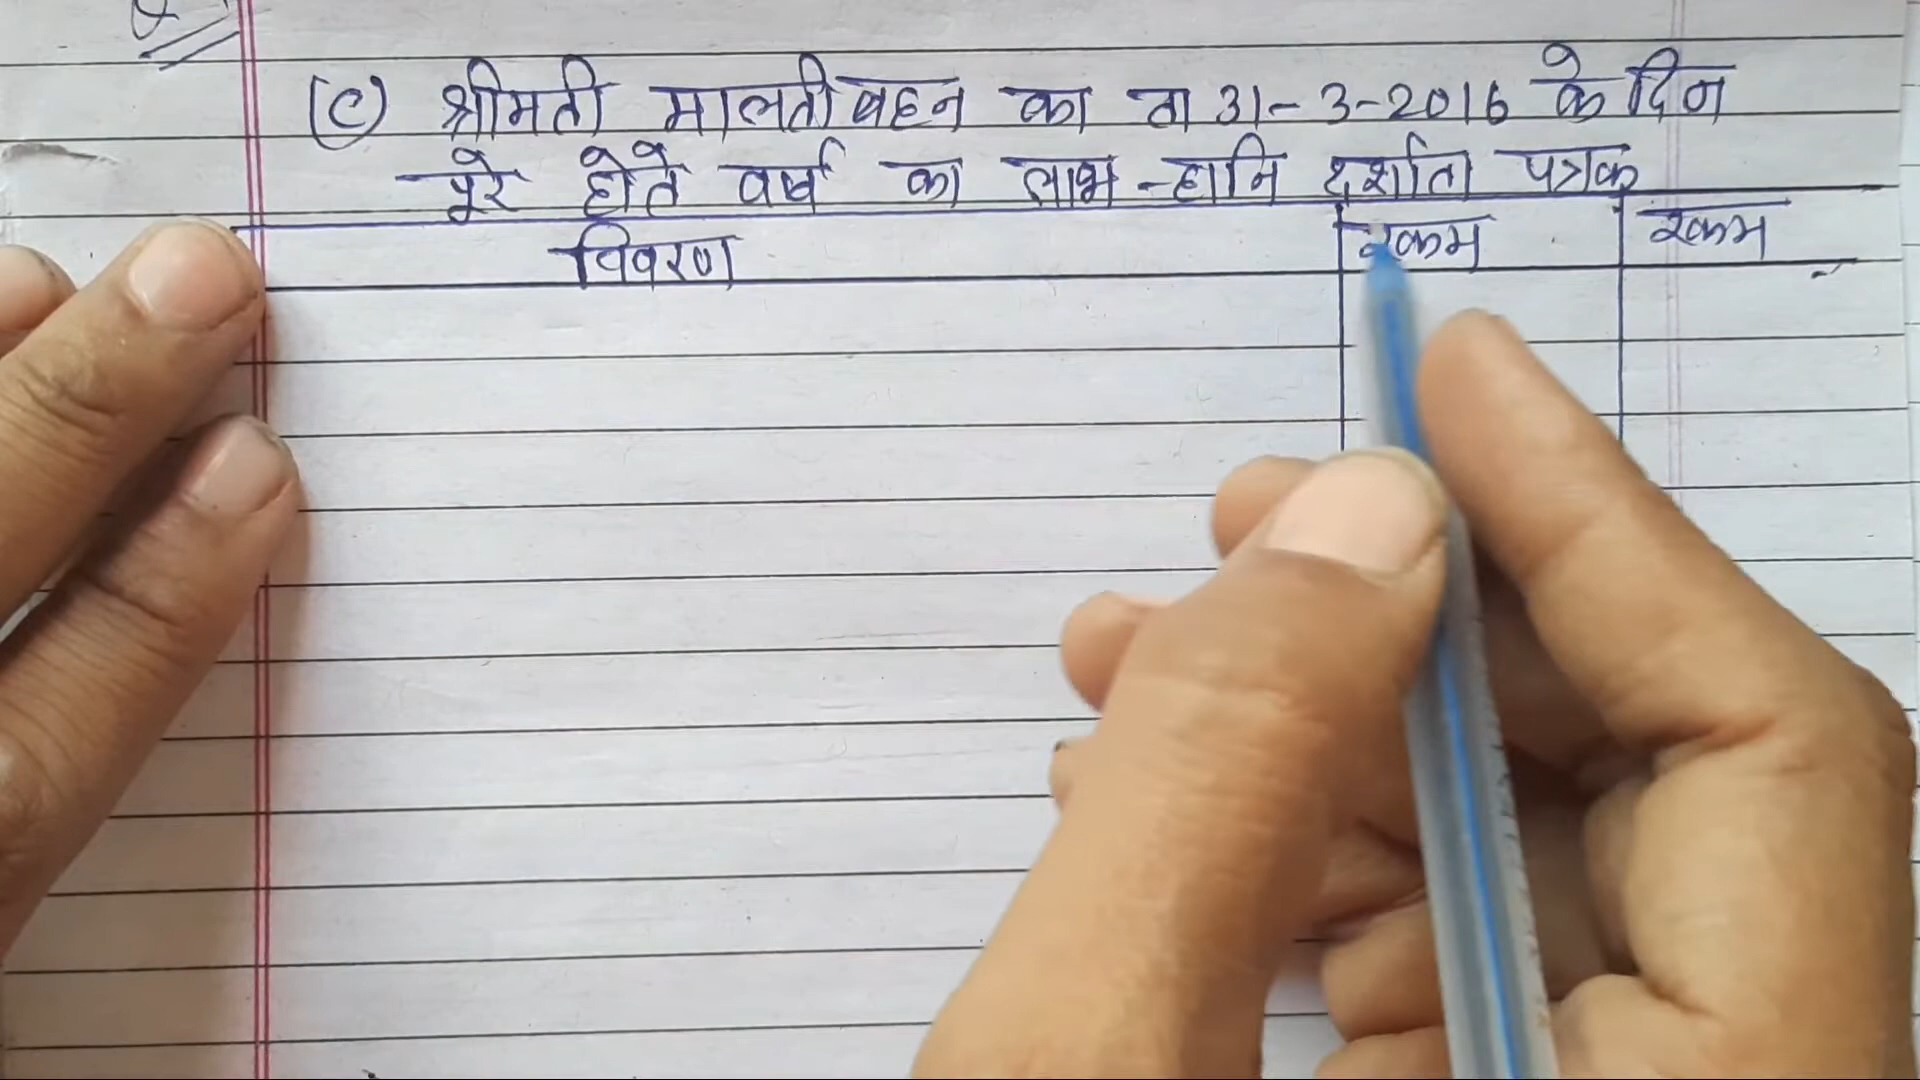 (C) श्रीमती मालतीबहन का ता 31-3-2016 के दिन
पूरे होते वर्ष का लाभ-हानि दर्शाता पत्रक
विवरण रकम रकम